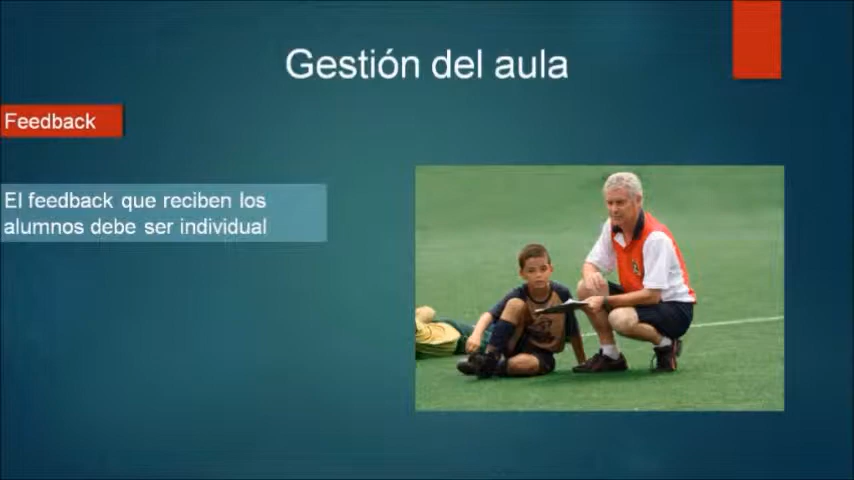 Gestión del aula
Feedback
El feedback que reciben los
alumnos debe ser individual